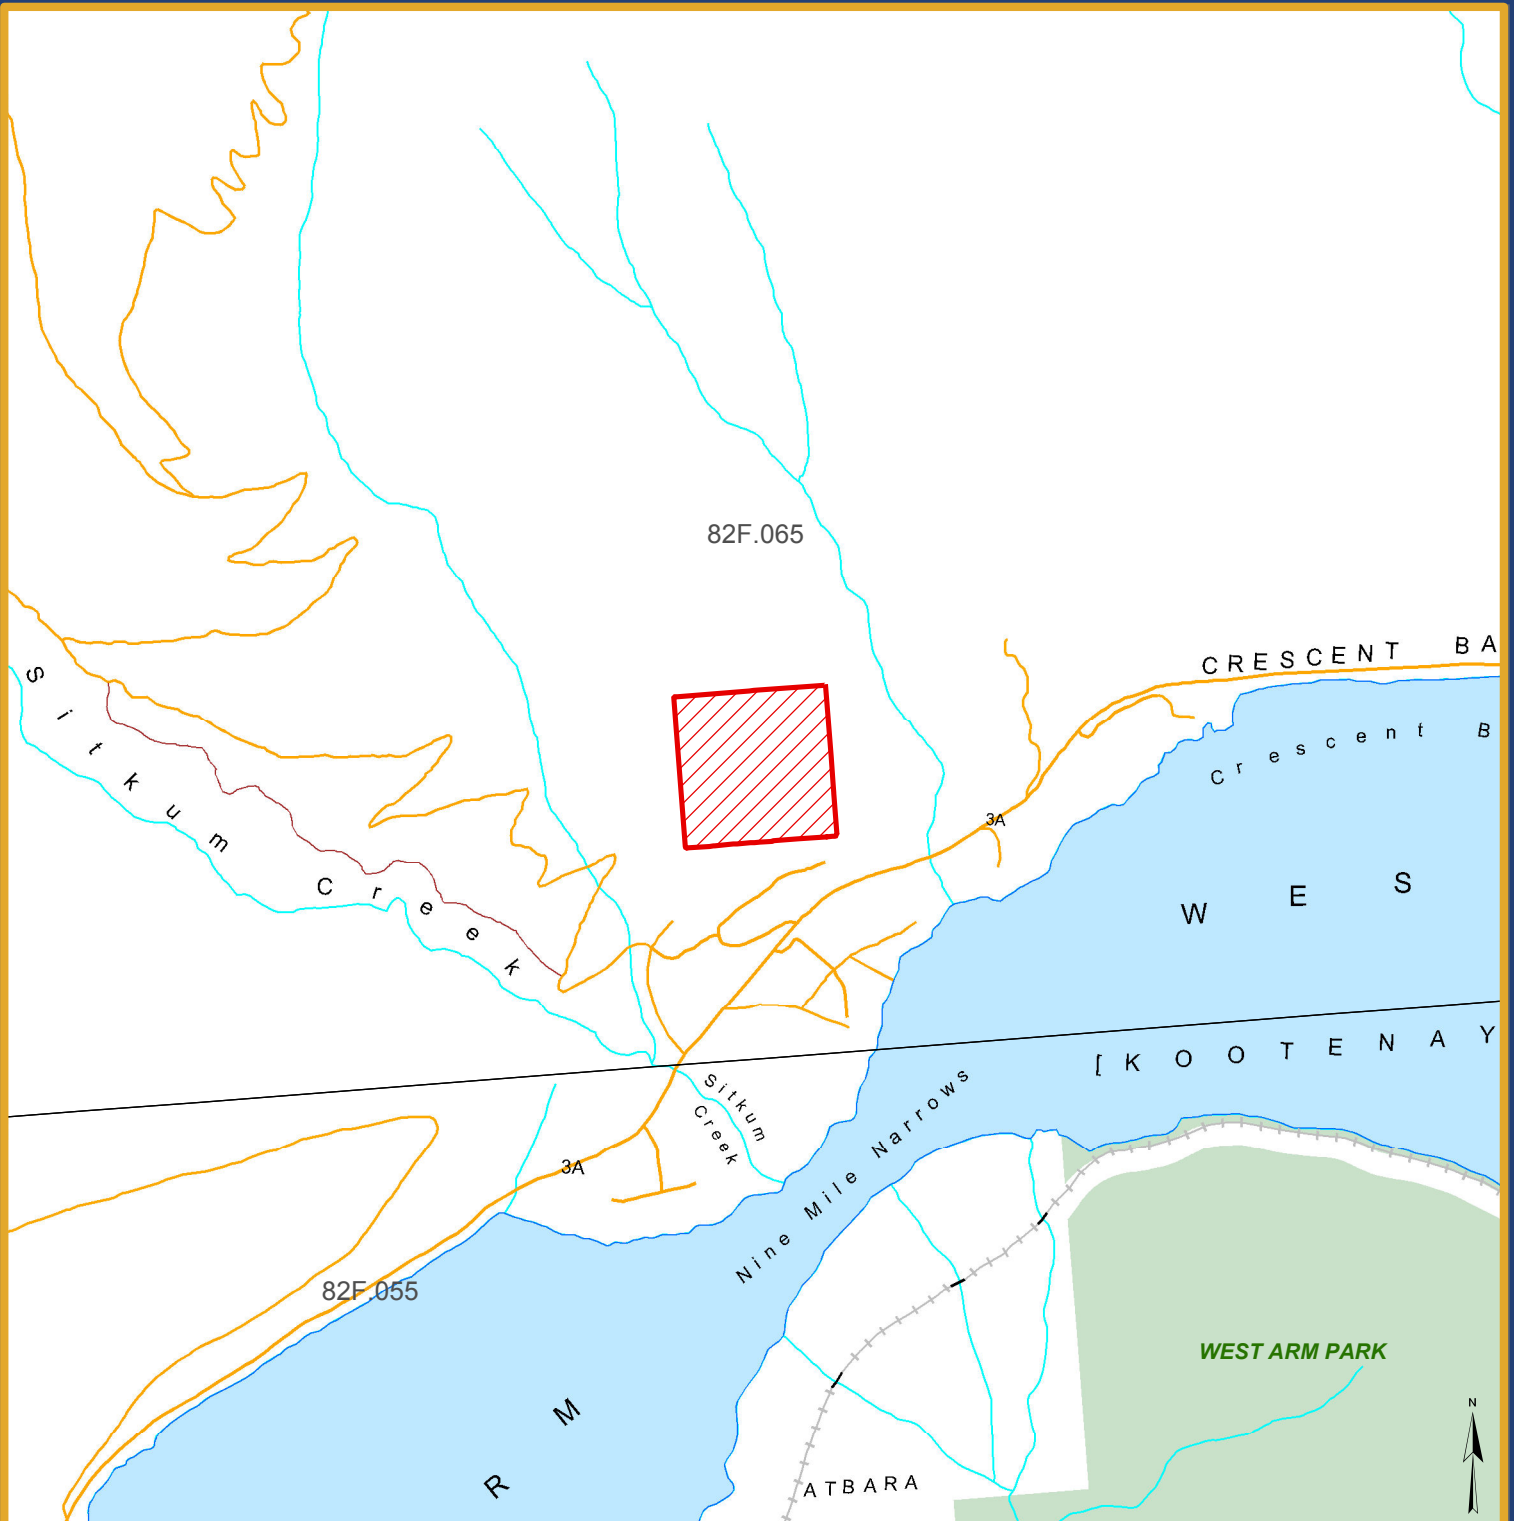 82F.065
CRESCENT BA
Crescent B
Sitkum Creek
3A
WES
[KOOTENAY
Sitkum
Creek
Nine Mile Narrows
3A
82F.055
WEST ARM PARK
N
RM
ATBARA